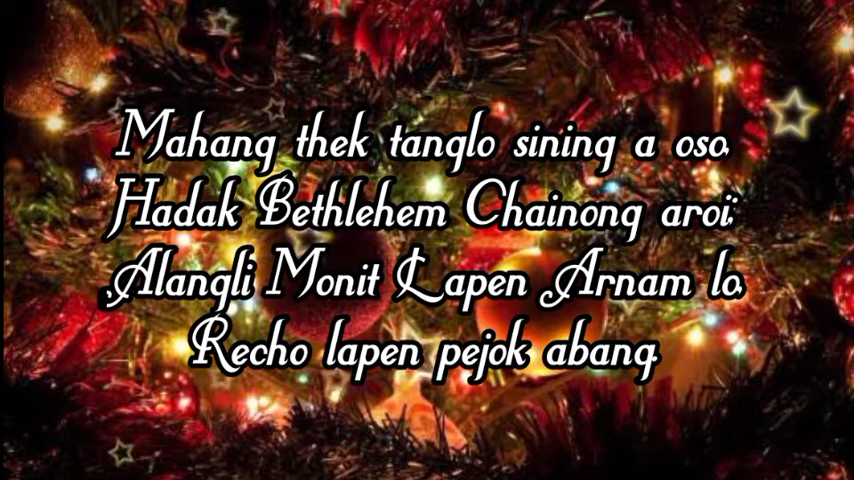 Mahang thek tanglo sining a oso,
Hadak Bethlehem Chainong aroi;
Alangli Monit Lapen Arnam lo,
Recho lapen pejok abang.